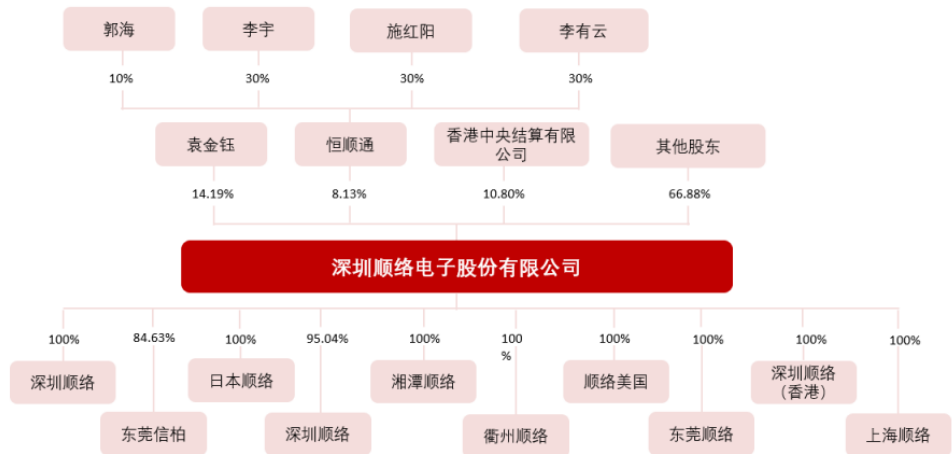 郭海
李宇
施红阳
李有云
10%
30%
30%
30%
袁金钰
恒顺通
香港中央结算有限
公司
其他股东
14.19%
8.13%
10.80%
66.88%
深圳顺络电子股份有限公司
100%
84.63%
100%
95.04%
100%
100
%
100%
100%
100%
100%
深圳顺络
日本顺络
湘潭顺络
顺络美国
深圳顺络
（香港）
东莞信柏
深圳顺络
衢州顺络
东莞顺络
上海顺络